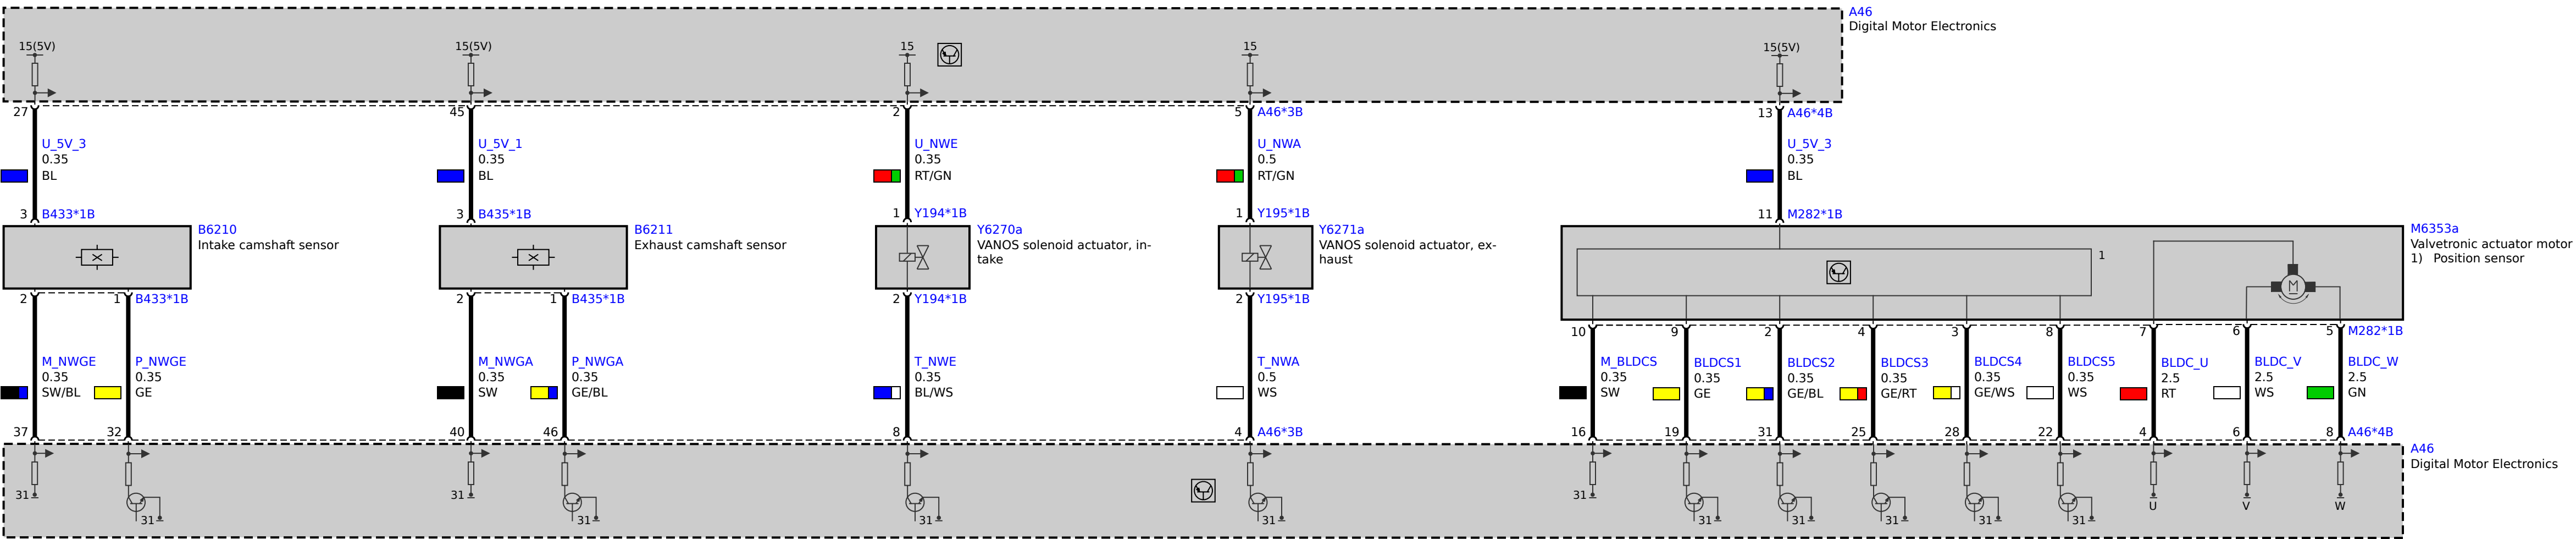 A46
Digital Motor Electronics
15(5V) 15(5V) 15 15 15(5V)
27 45 2 5 A46*3B 13 A46*4B
U_5V_3 U_5V_1 U_NWE U_NWA U_5V_3
0.35 0.35 0.35 0.5 0.35
BL BL RT/GN RT/GN BL
3 B433*1B 3 B435*1B 1 Y194*1B 1 Y195*1B 11 M282*1B
B6210
Intake camshaft sensor
B6211
Exhaust camshaft sensor
Y6270a
VANOS solenoid actuator, in-
take
Y6271a
VANOS solenoid actuator, ex-
haust
M6353a
Valvetronic actuator motor
1) Position sensor
1
M
2 1 B433*1B 2 1 B435*1B 2 Y194*1B 2 Y195*1B
10 9 2 4 3 8 7 6 5 M282*1B
M_NWGE P_NWGE M_NWGA P_NWGA T_NWE T_NWA M_BLDCS BLDCS1 BLDCS2 BLDCS3 BLDCS4 BLDCS5 BLDC_U BLDC_V BLDC_W
0.35 0.35 0.35 0.35 0.35 0.5 0.35 0.35 0.35 0.35 0.35 0.35 2.5 2.5 2.5
SW/BL GE SW GE/BL BL/WS WS SW GE GE/BL GE/RT GE/WS WS RT WS GN
37 32 40 46 8 4 A46*3B 16 19 31 25 28 22 4 6 8 A46*4B
A46
Digital Motor Electronics
31 31 31 U V W
31 31 31 31 31 31 31 31 31